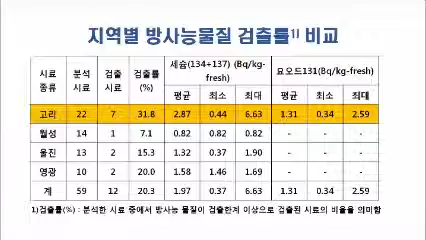 지역별 방사능물질 검출률1) 비교
시료 종류 분석 시료 검출 시료 검출률 (%) 세슘(134+137) (Bq/kg-fresh) 요오드131(Bq/kg-fresh)
평균 최소 최대 평균 최소 최대
고리 22 7 31.8 2.87 0.44 6.63 1.31 0.34 2.59
월성 14 1 7.1 0.82 0.82 0.82 - - -
울진 13 2 15.3 1.32 0.37 1.90 - - -
영광 10 2 20.0 1.58 1.46 1.69 - - -
계 59 12 20.3 1.97 0.37 6.63 1.31 0.34 2.59
1)검출률(%) : 분석한 시료 중에서 방사능 물질이 검출한계 이상으로 검출된 시료의 비율을 의미함